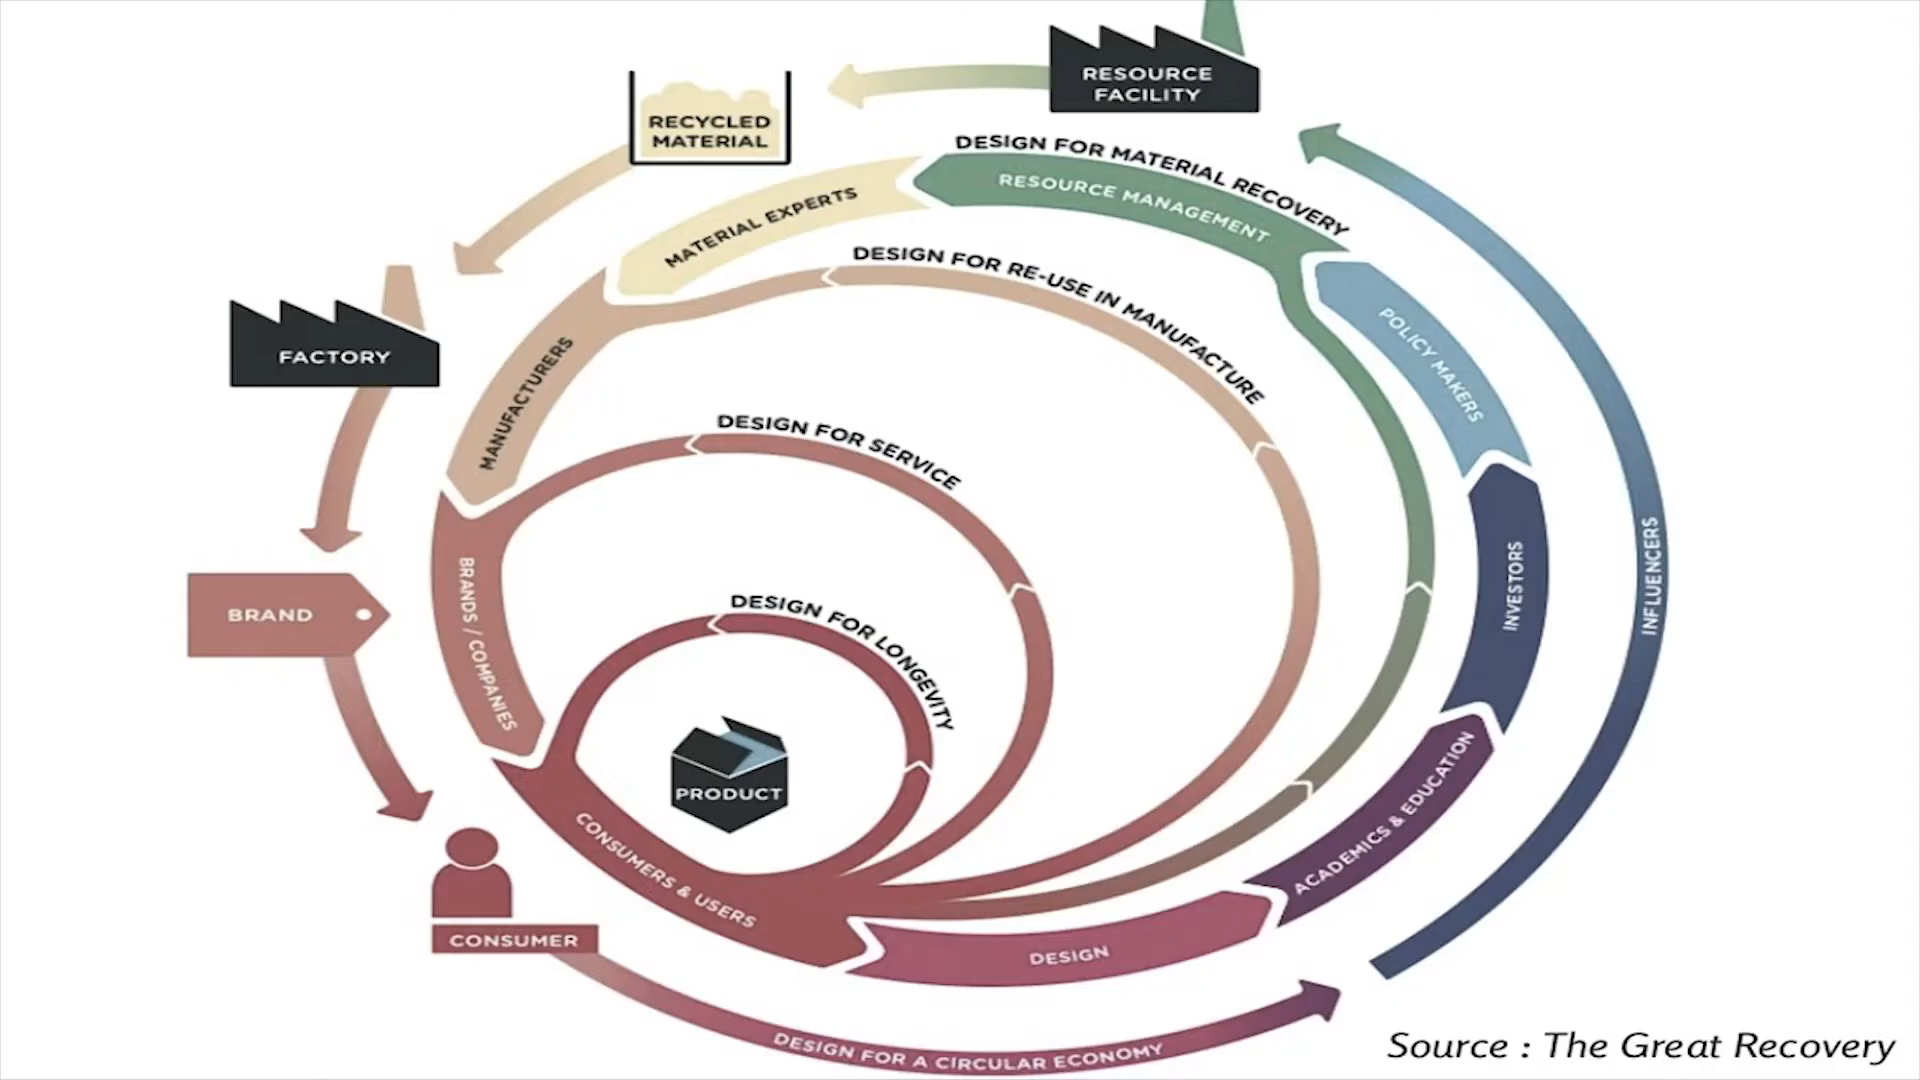 RESOURCE
FACILITY
RECYCLED
MATERIAL
DESIGN FOR MATERIAL RECOVERY
RESOURCE MANAGEMENT
MATERIAL EXPERTS
DESIGN FOR RE-USE IN MANUFACTURE
POLICY MAKERS
FACTORY
MANUFACTURERS
DESIGN FOR SERVICE
INVESTORS
INFLUENCERS
BRAND
BRANDS / COMPANIES
DESIGN FOR LONGEVITY
PRODUCT
ACADEMICS & EDUCATION
CONSUMERS & USERS
CONSUMER
DESIGN
DESIGN FOR A CIRCULAR ECONOMY
Source : The Great Recovery